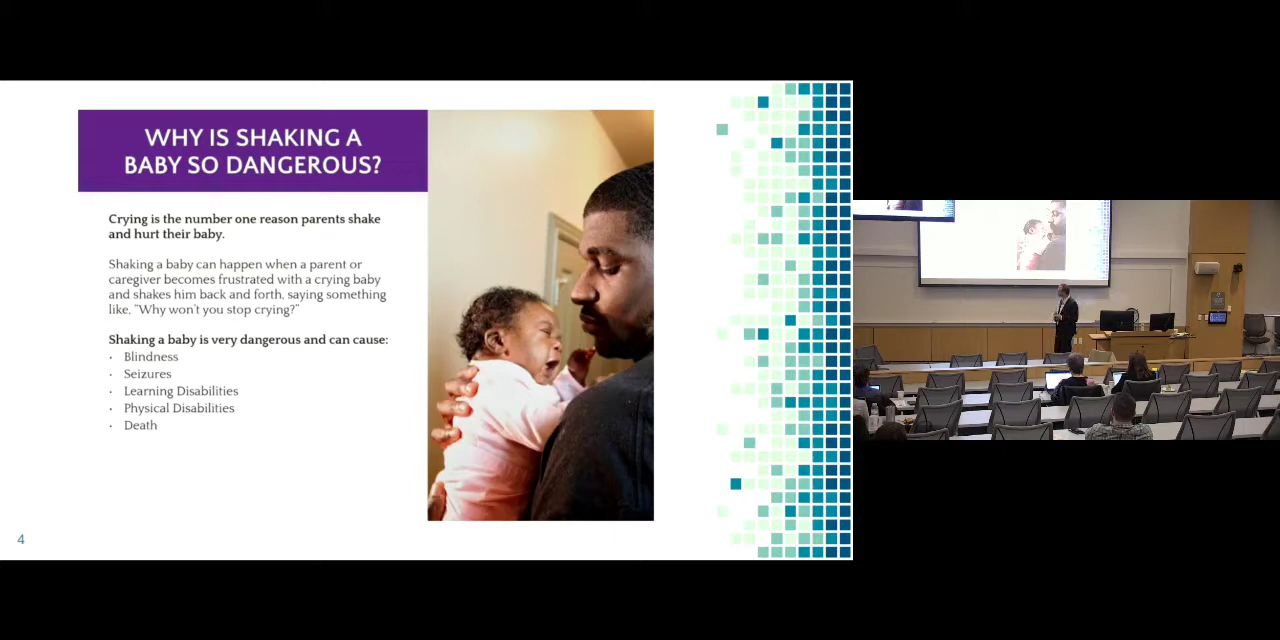 WHY IS SHAKING A
BABY SO DANGEROUS?
Crying is the number one reason parents shake
and hurt their baby.
Shaking a baby can happen when a parent or
caregiver becomes frustrated with a crying baby
and shakes him back and forth, saying something
like, “Why won’t you stop crying?”
Shaking a baby is very dangerous and can cause:
· Blindness
· Seizures
· Learning Disabilities
· Physical Disabilities
· Death
4